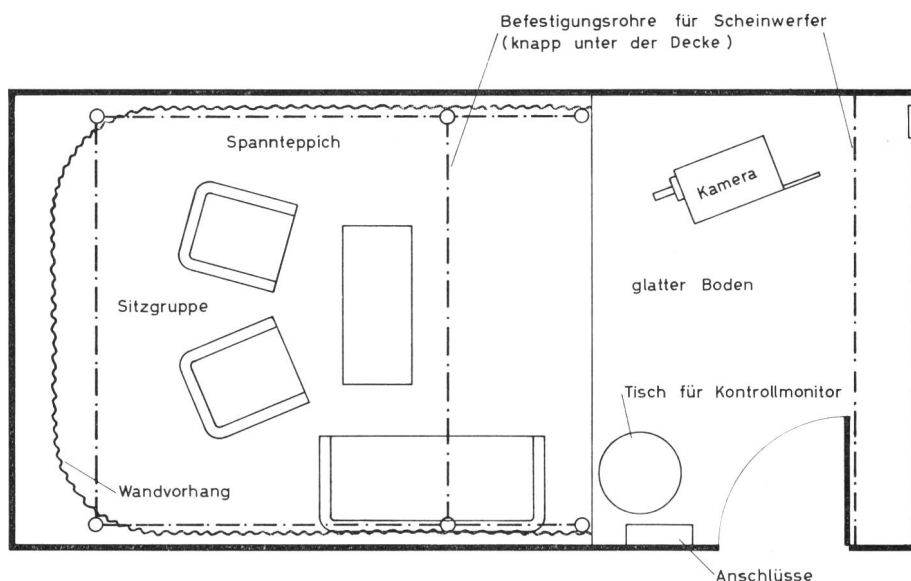 Befestigungsrohre für Scheinwerfer
(knapp unter der Decke)
Spannteppich
Kamera
glatter Boden
Sitzgruppe
Tisch für Kontrollmonitor
Wandvorhang
Anschlüsse